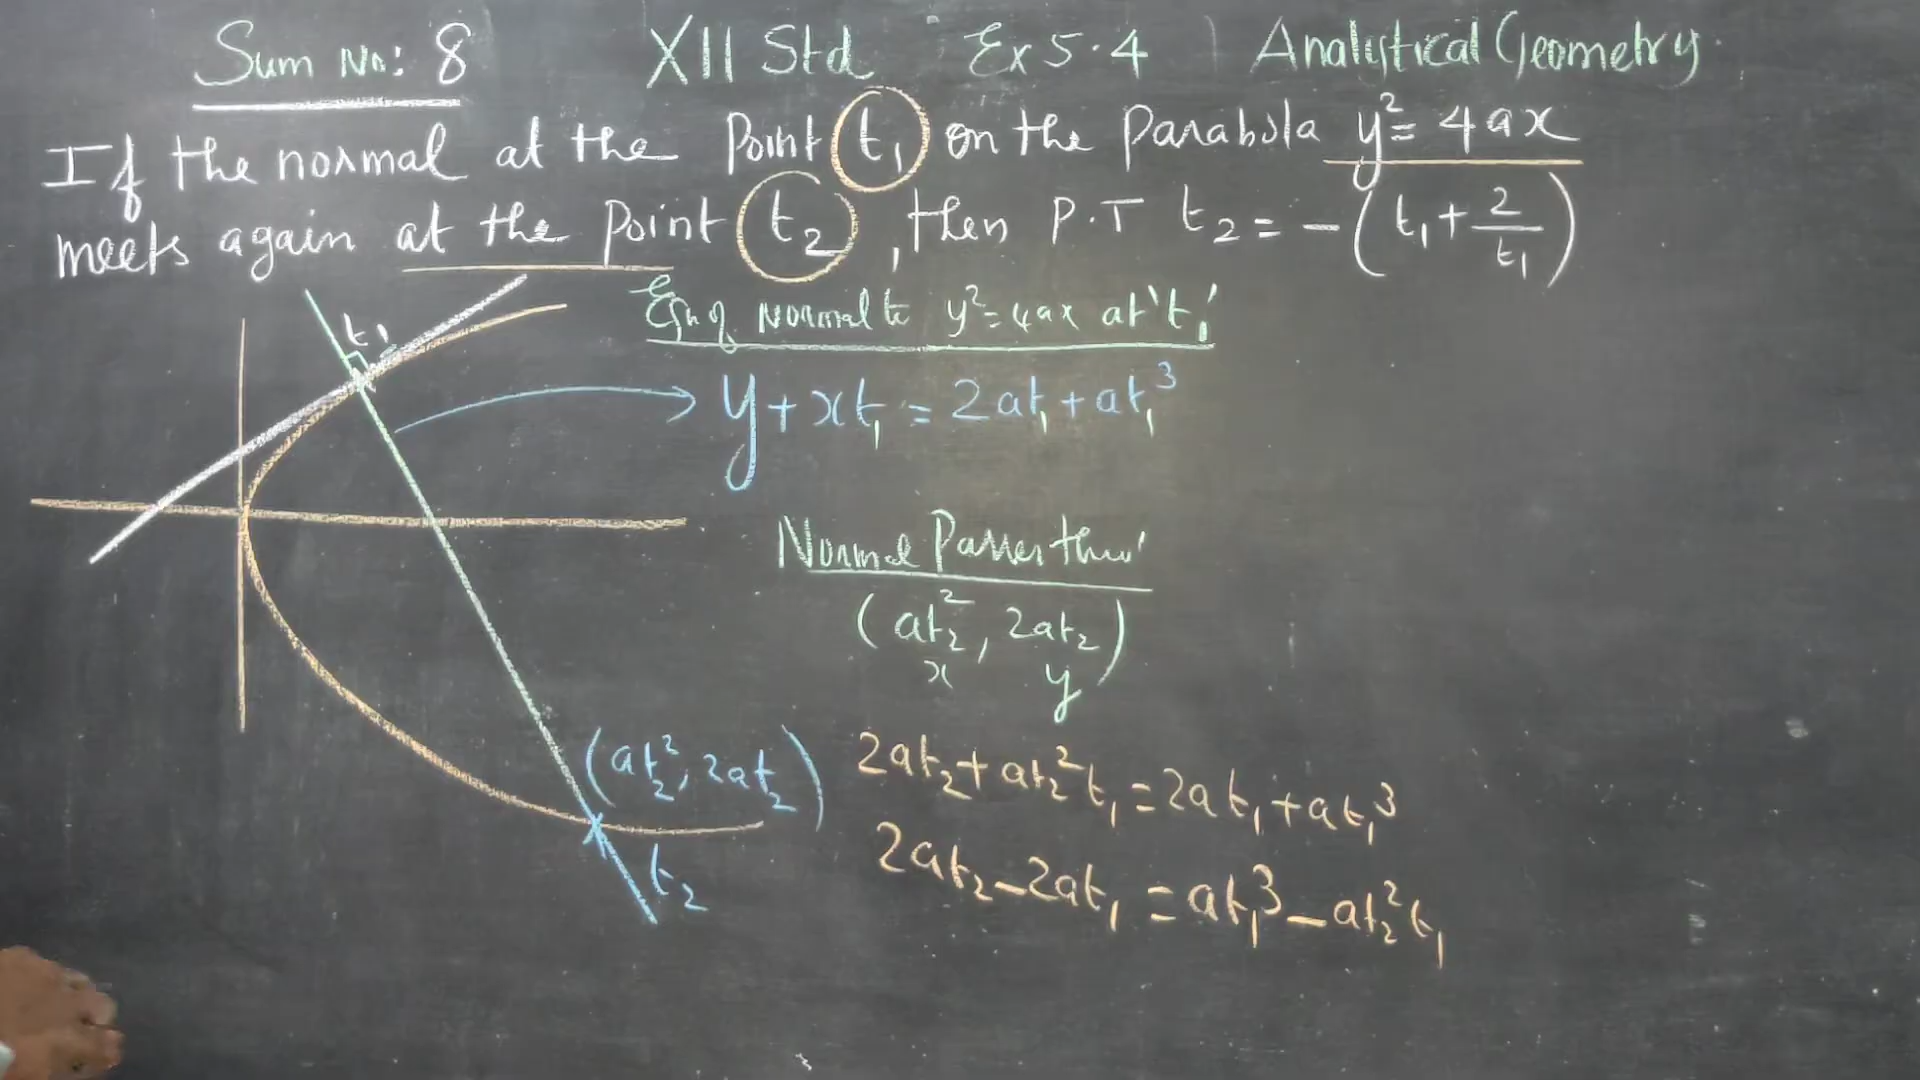 Sum No: 8 XII Std Ex 5.4 Analytical Geometry
If the normal at the Point t₁ on the Parabola y² = 4ax
meets again at the point t₂, then P.T t₂ = -(t₁ + 2/t₁)
Eqn of Normal to y² = 4ax at 't₁'
t₁
y + xt₁ = 2at₁ + at₁³
Normal Passes thro'
(at₂², 2at₂)
x y
(at₂², 2at₂)
t₂
2at₂ + at₂²t₁ = 2at₁ + at₁³
2at₂ - 2at₁ = at₁³ - at₂²t₁